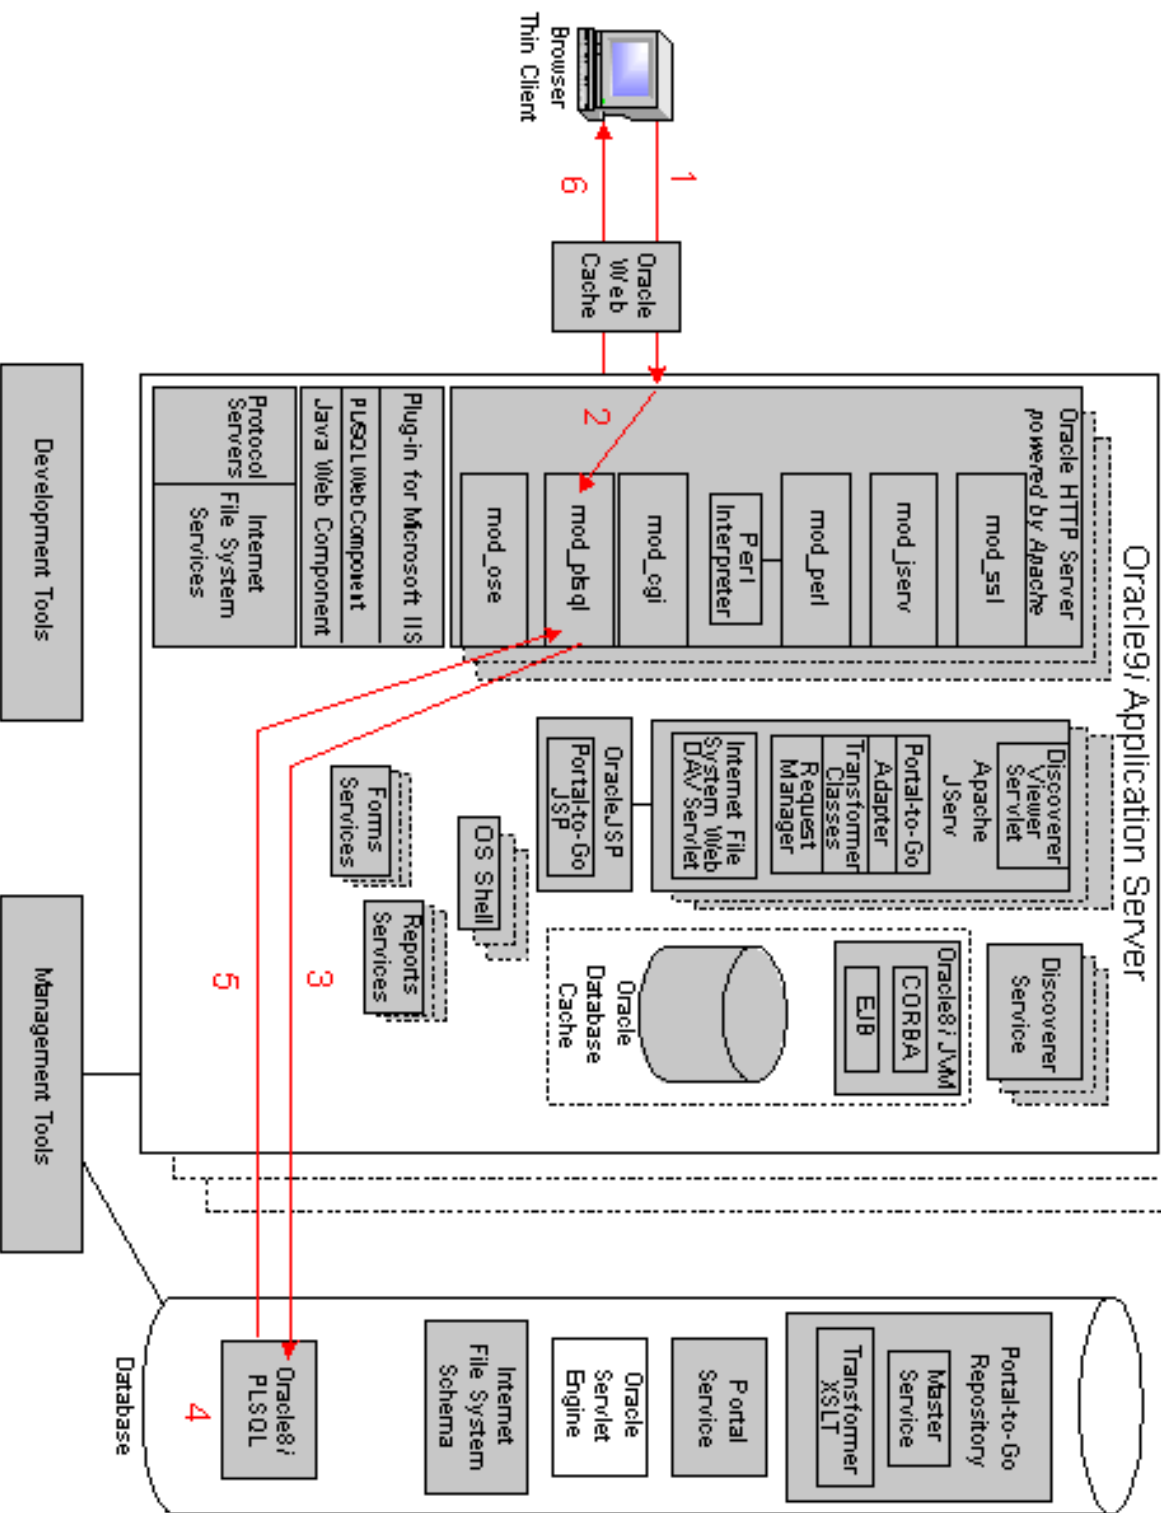 Browser
Thin Client
1
6
Oracle
Web
Cache
Oracle9i Application Server
Oracle HTTP Server
powered by Apache
2
mod_ssl
mod_jserv
mod_perl
Perl
Interpreter
mod_cgi
mod_plsql
mod_ose
Plug-in for Microsoft IIS
PL/SQL Web Component
Java Web Component
Protocol
Servers
Internet
File System
Services
Discoverer
Viewer
Servlet
Apache
JServ
Portal-to-Go
Adapter
Transformer
Classes
Request
Manager
Internet File
System Web
DAV Servlet
OracleJSP
Portal-to-Go
JSP
OS Shell
Forms
Services
Reports
Services
Discoverer
Service
Oracle8i JVM
CORBA
EJB
Oracle
Database
Cache
3
5
Portal-to-Go
Repository
Master
Service
Transformer
XSLT
Portal
Service
Oracle
Servlet
Engine
Internet
File System
Schema
Oracle8i
PLSQL
4
Database
Development Tools
Management Tools